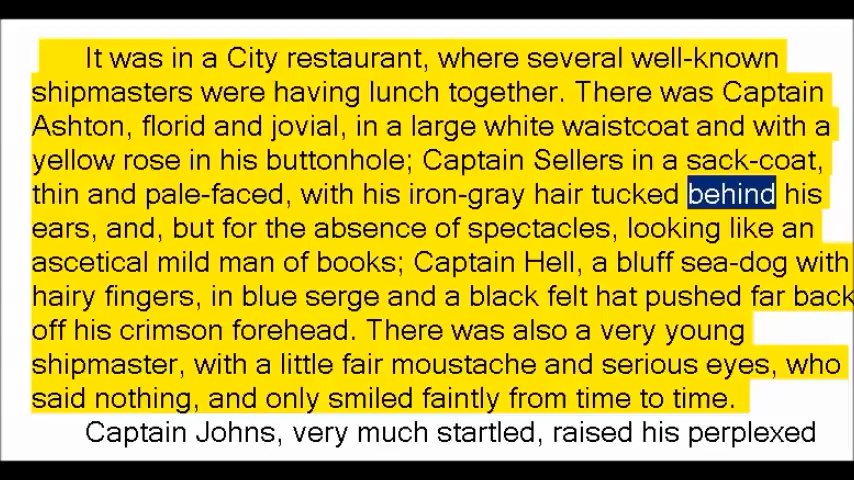 It was in a City restaurant, where several well-known
shipmasters were having lunch together. There was Captain
Ashton, florid and jovial, in a large white waistcoat and with a
yellow rose in his buttonhole; Captain Sellers in a sack-coat,
thin and pale-faced, with his iron-gray hair tucked behind his
ears, and, but for the absence of spectacles, looking like an
ascetical mild man of books; Captain Hell, a bluff sea-dog with
hairy fingers, in blue serge and a black felt hat pushed far back
off his crimson forehead. There was also a very young
shipmaster, with a little fair moustache and serious eyes, who
said nothing, and only smiled faintly from time to time.
Captain Johns, very much startled, raised his perplexed